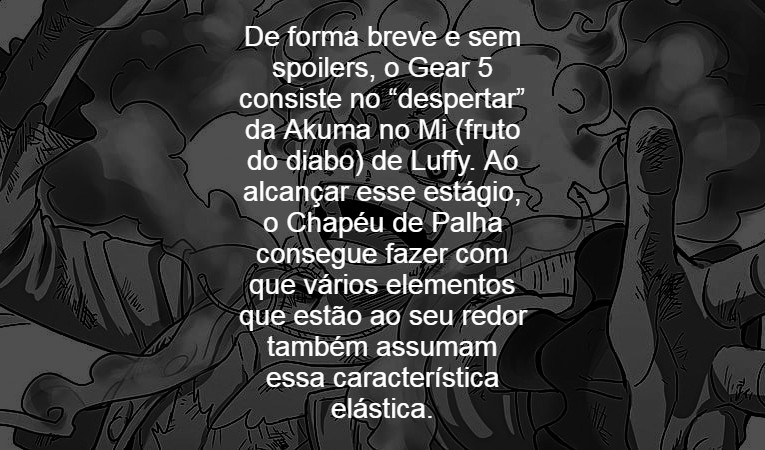 De forma breve e sem
spoilers, o Gear 5
consiste no “despertar”
da Akuma no Mi (fruto
do diabo) de Luffy. Ao
alcançar esse estágio,
o Chapéu de Palha
consegue fazer com
que vários elementos
que estão ao seu redor
também assumam
essa característica
elástica.